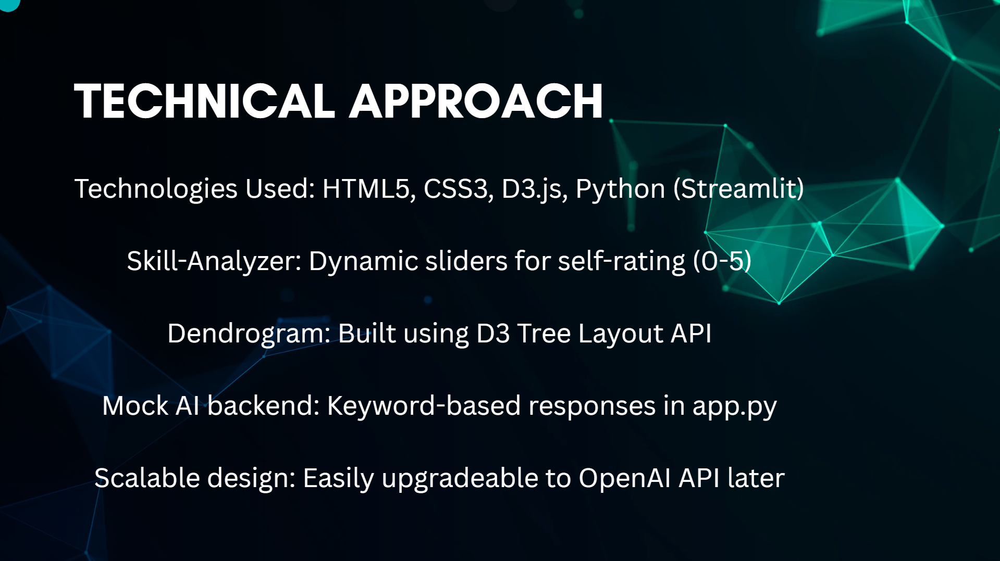 TECHNICAL APPROACH
Technologies Used: HTML5, CSS3, D3.js, Python (Streamlit)
Skill-Analyzer: Dynamic sliders for self-rating (0-5)
Dendrogram: Built using D3 Tree Layout API
Mock AI backend: Keyword-based responses in app.py
Scalable design: Easily upgradeable to OpenAI API later